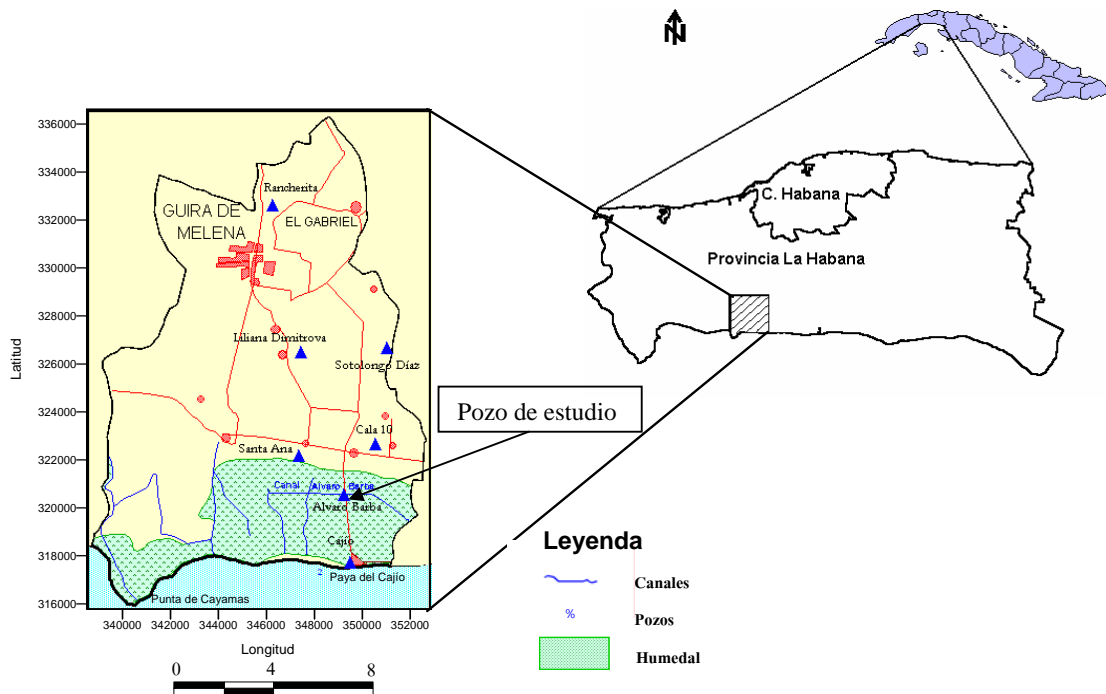 N
C. Habana
Provincia La Habana
336000
334000
332000
330000
328000
326000
324000
322000
320000
318000
316000
Latitud
Rancherita
GUIRA DE
MELENA
EL GABRIEL
Liliana Dimitrova
Sotolongo Díaz
Pozo de estudio
Cala 10
Santa Ana
Canal Alvaro Barba
Alvaro Barba
Cajío
2
Paya del Cajío
Punta de Cayamas
340000 342000 344000 346000 348000 350000 352000
Longitud
0 4 8
Leyenda
Canales
% Pozos
Humedal